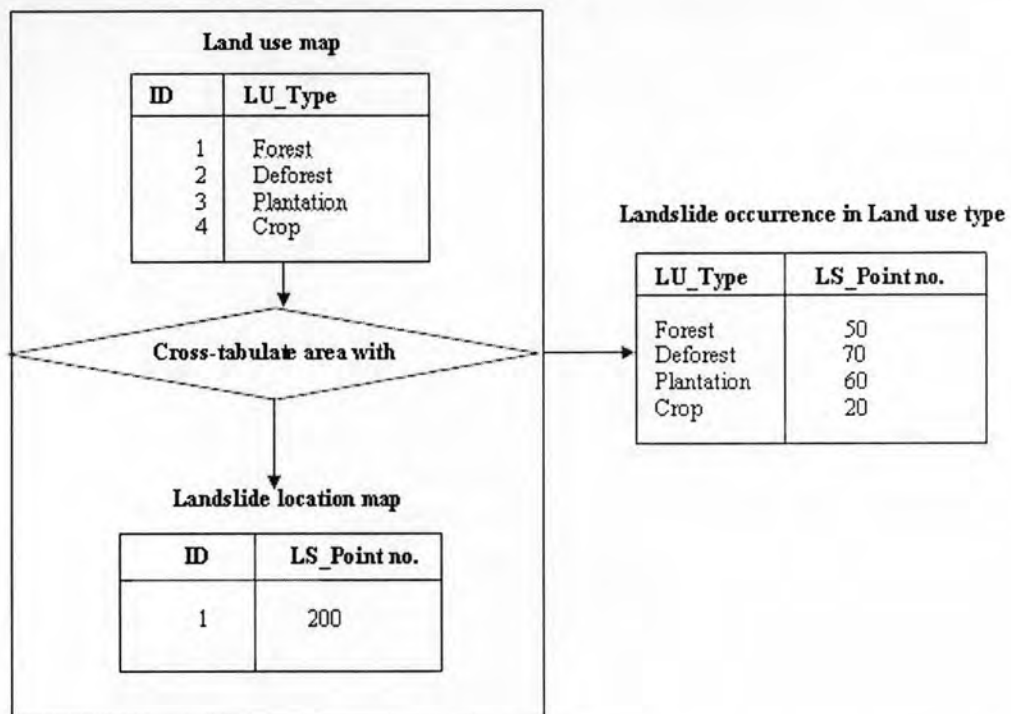 Land use map
ID LU_Type
1 Forest
2 Deforest
3 Plantation
4 Crop
Cross-tabulate area with
Landslide location map
ID LS_Point no.
1 200
Landslide occurrence in Land use type
LU_Type LS_Point no.
Forest 50
Deforest 70
Plantation 60
Crop 20